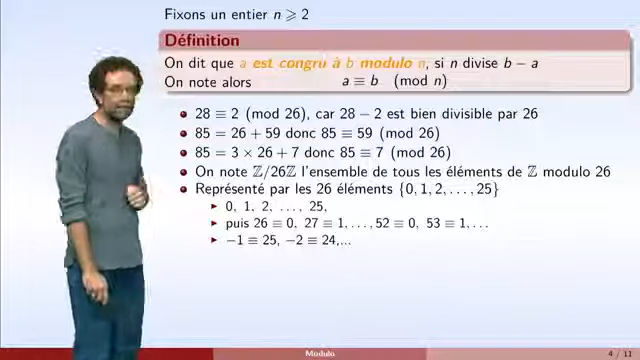 Fixons un entier n ⩾ 2
Définition
On dit que a est congru à b modulo n, si n divise b − a
On note alors a ≡ b (mod n)
28 ≡ 2 (mod 26), car 28 − 2 est bien divisible par 26
85 = 26 + 59 donc 85 ≡ 59 (mod 26)
85 = 3 × 26 + 7 donc 85 ≡ 7 (mod 26)
On note ℤ/26ℤ l'ensemble de tous les éléments de ℤ modulo 26
Représenté par les 26 éléments {0, 1, 2, . . . , 25}
0, 1, 2, . . . , 25,
puis 26 ≡ 0, 27 ≡ 1, . . . , 52 ≡ 0, 53 ≡ 1, . . .
−1 ≡ 25, −2 ≡ 24,...
Modulo 4 / 11